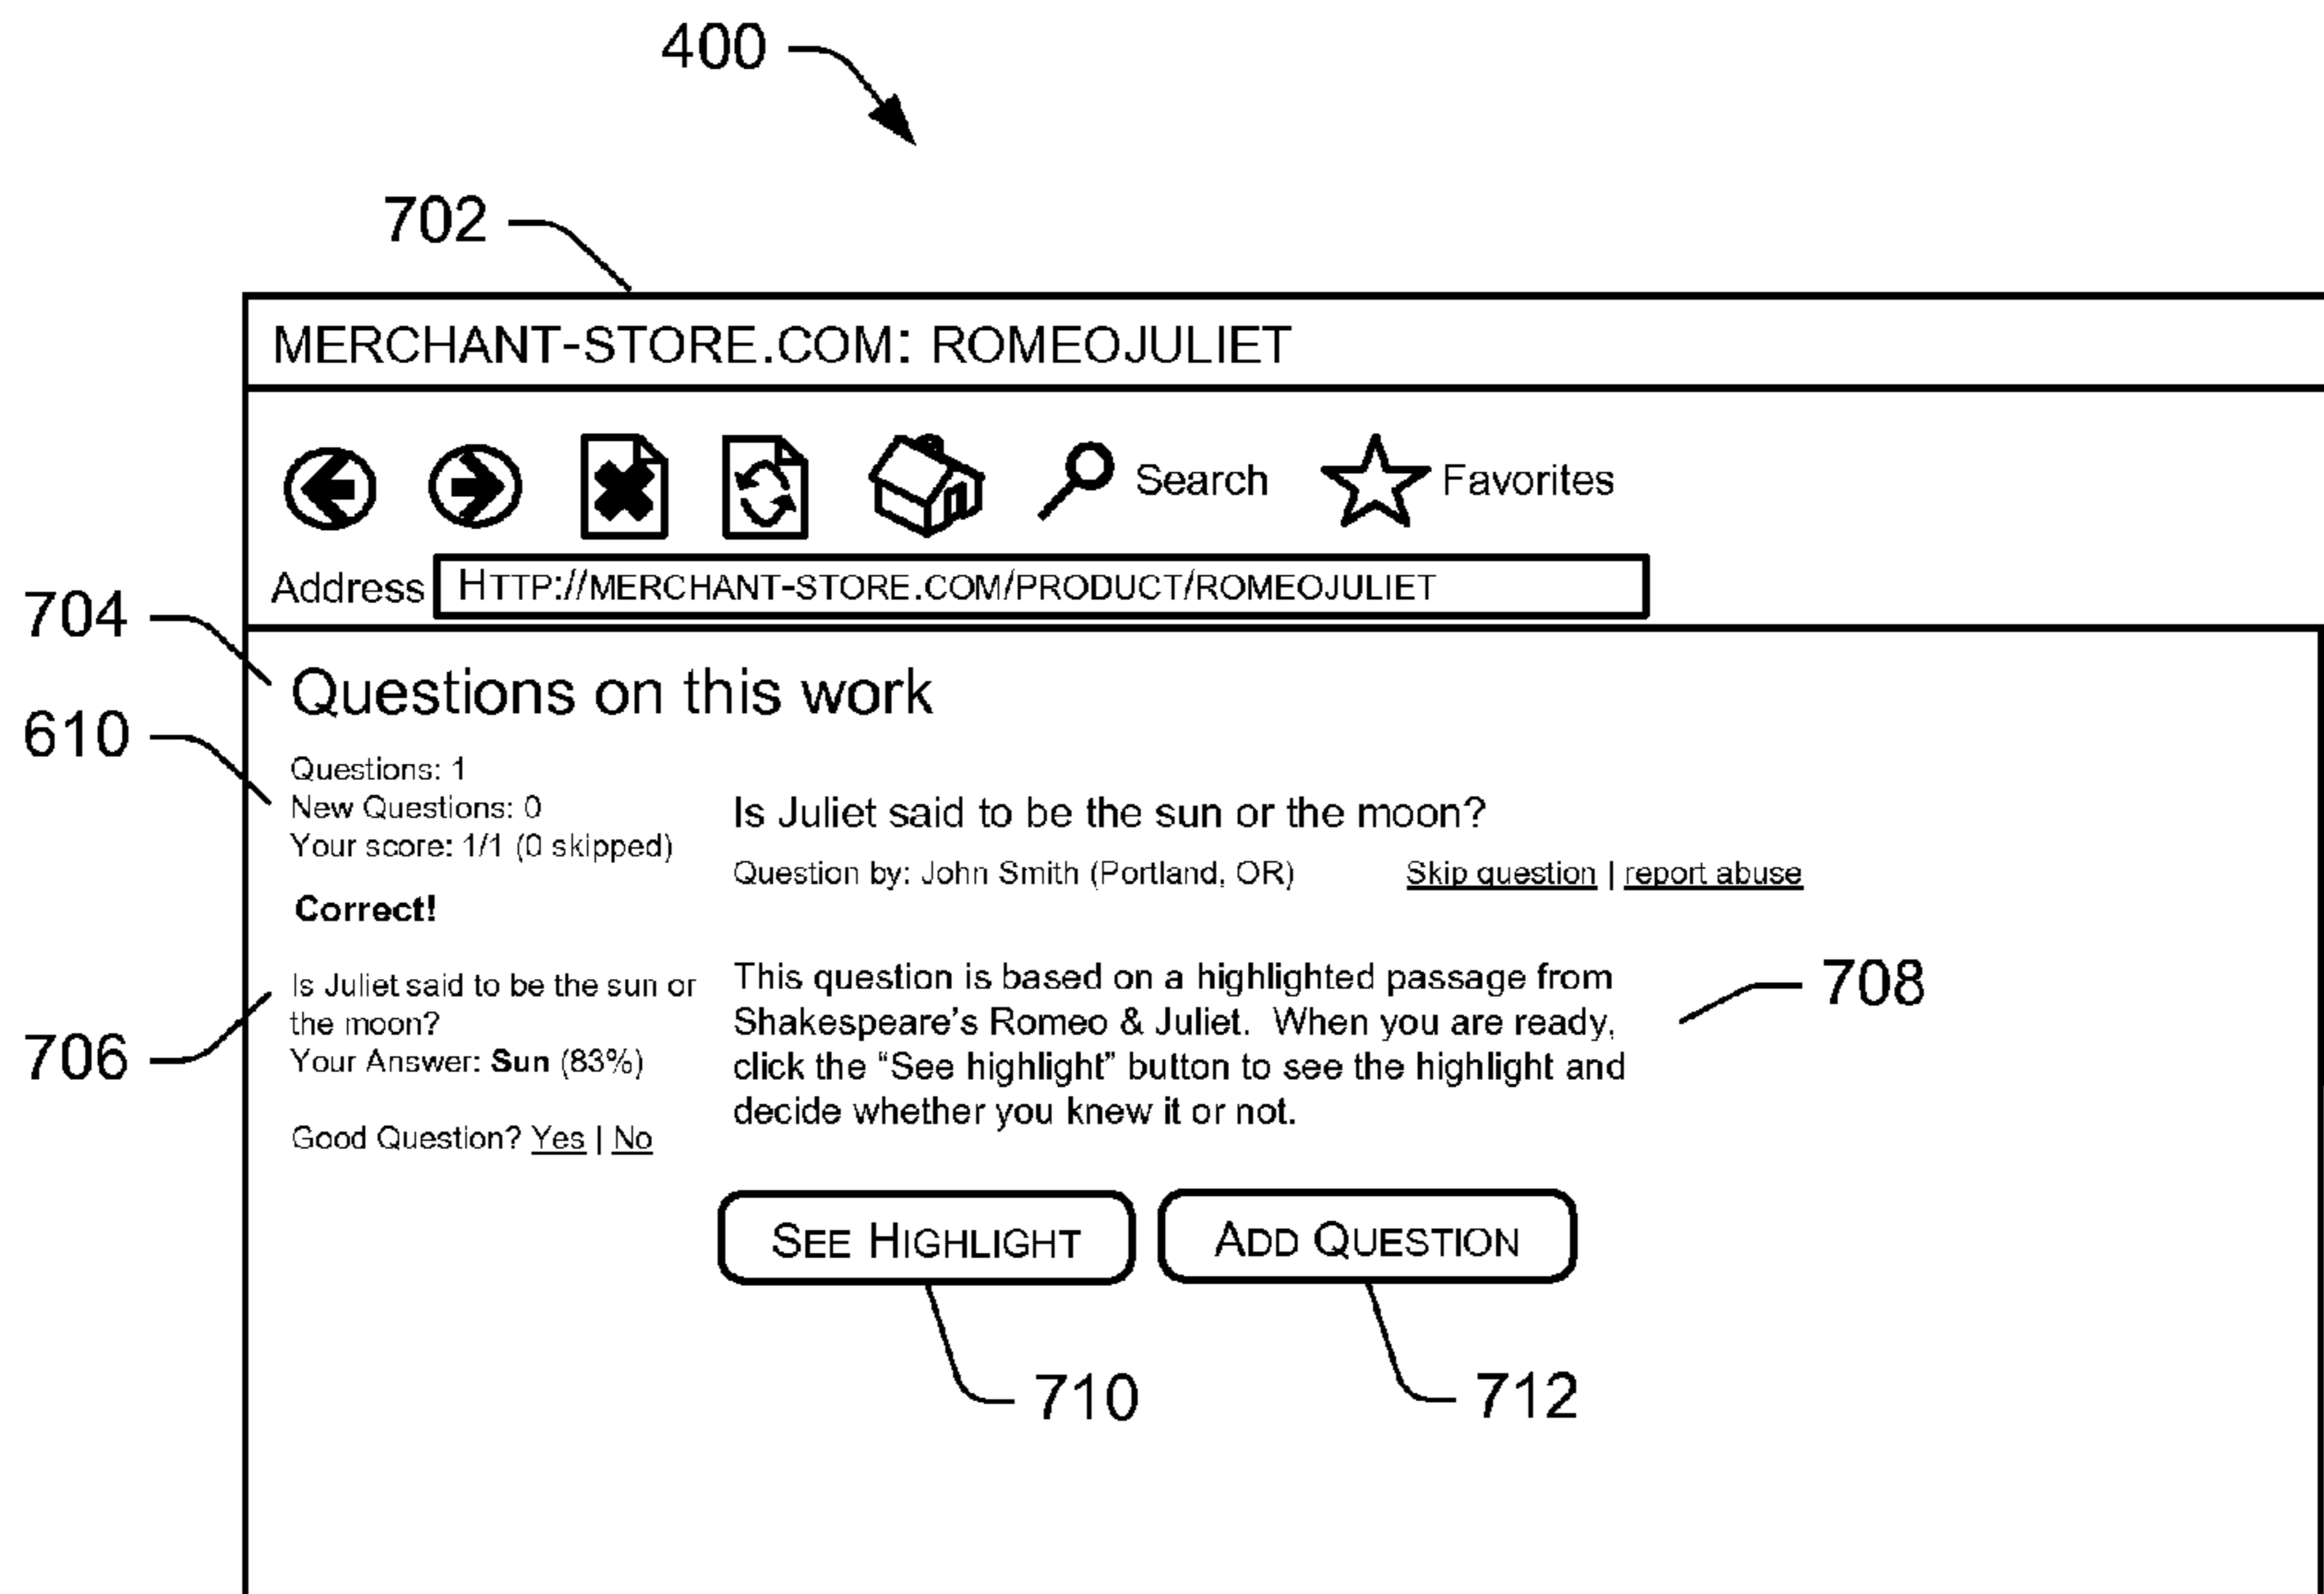 400
702
MERCHANT-STORE.COM: ROMEOJULIET
Search
Favorites
Address
HTTP://MERCHANT-STORE.COM/PRODUCT/ROMEOJULIET
704
Questions on this work
610
Questions: 1
New Questions: 0
Your score: 1/1 (0 skipped)
Correct!
706
Is Juliet said to be the sun or
the moon?
Your Answer: Sun (83%)
Good Question? Yes | No
Is Juliet said to be the sun or the moon?
Question by: John Smith (Portland, OR)
Skip question | report abuse
This question is based on a highlighted passage from
Shakespeare's Romeo & Juliet.  When you are ready,
click the “See highlight” button to see the highlight and
decide whether you knew it or not.
708
SEE HIGHLIGHT
ADD QUESTION
710
712